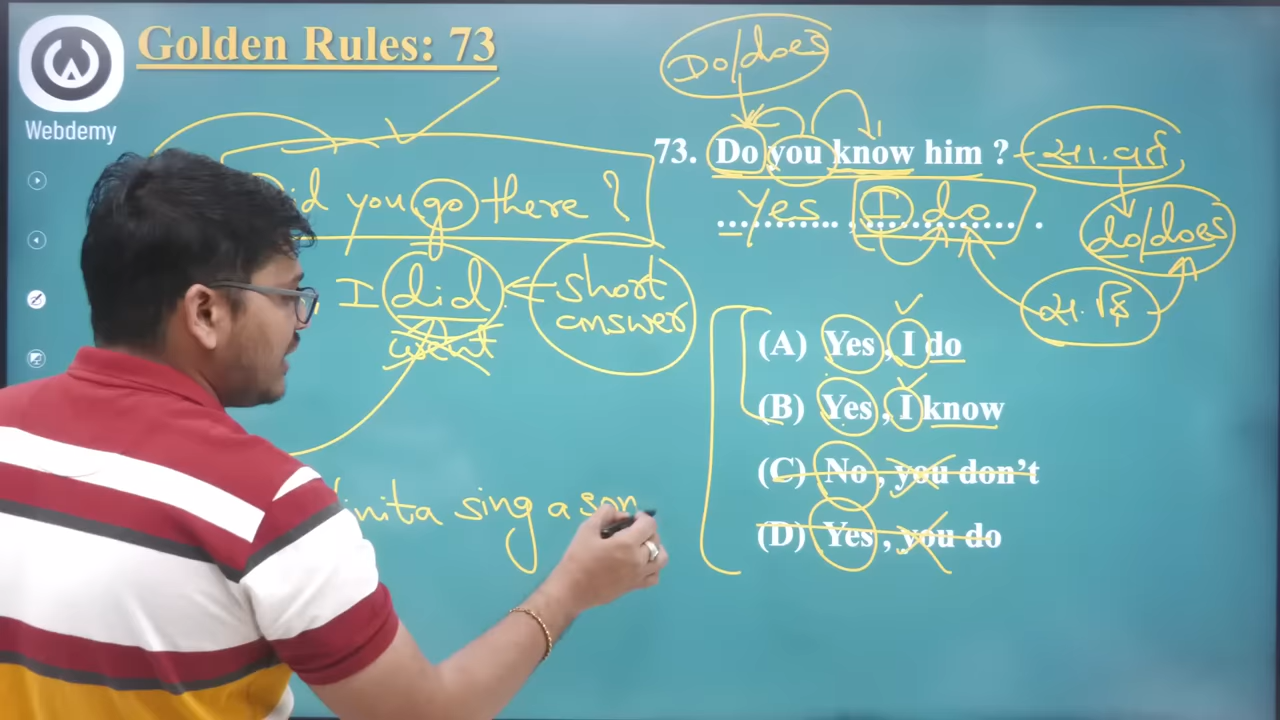 Golden Rules: 73
Webdemy
Do/does
73. Do you know him ?
સા. વર્ત.
Yes I do
................ , ................ .
do/does
did you go there ?
સા. ક્રિ
I did
short
answer
went
(A) Yes , I do
(B) Yes , I know
(C) No , you don't
(D) Yes , you do
nita sing a son